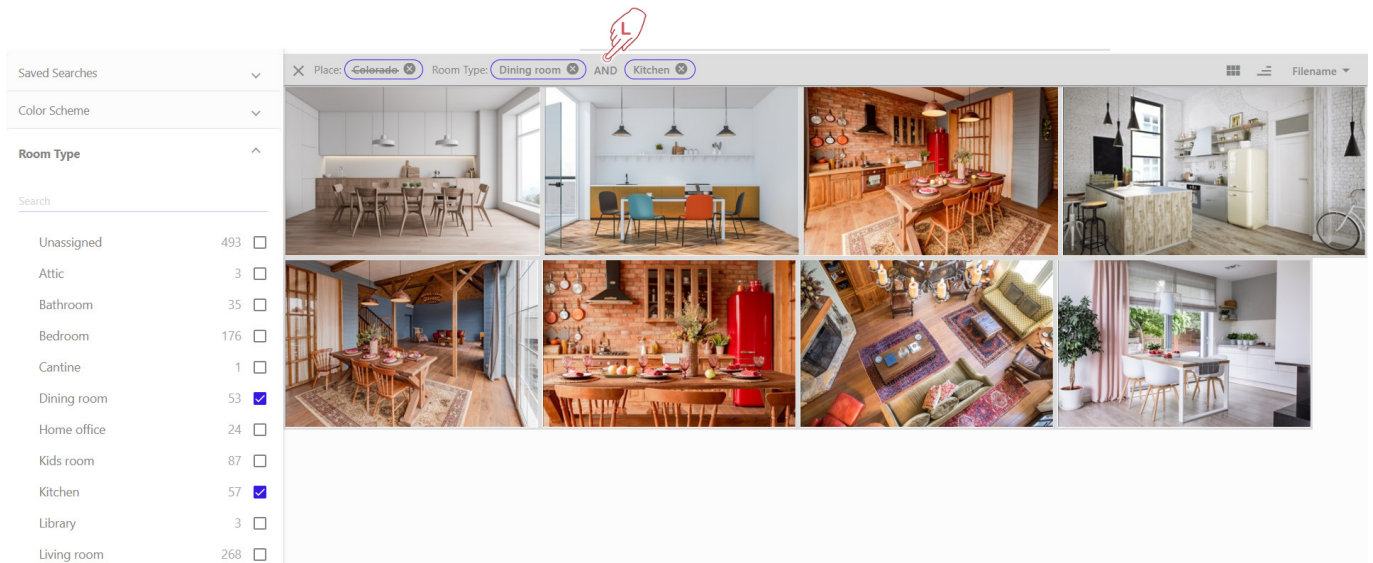 L
Saved Searches
Place: Colorado Room Type: Dining room AND Kitchen
Filename
Color Scheme
Room Type
Search
Unassigned 493
Attic 3
Bathroom 35
Bedroom 176
Cantine 1
Dining room 53
Home office 24
Kids room 87
Kitchen 57
Library 3
Living room 268